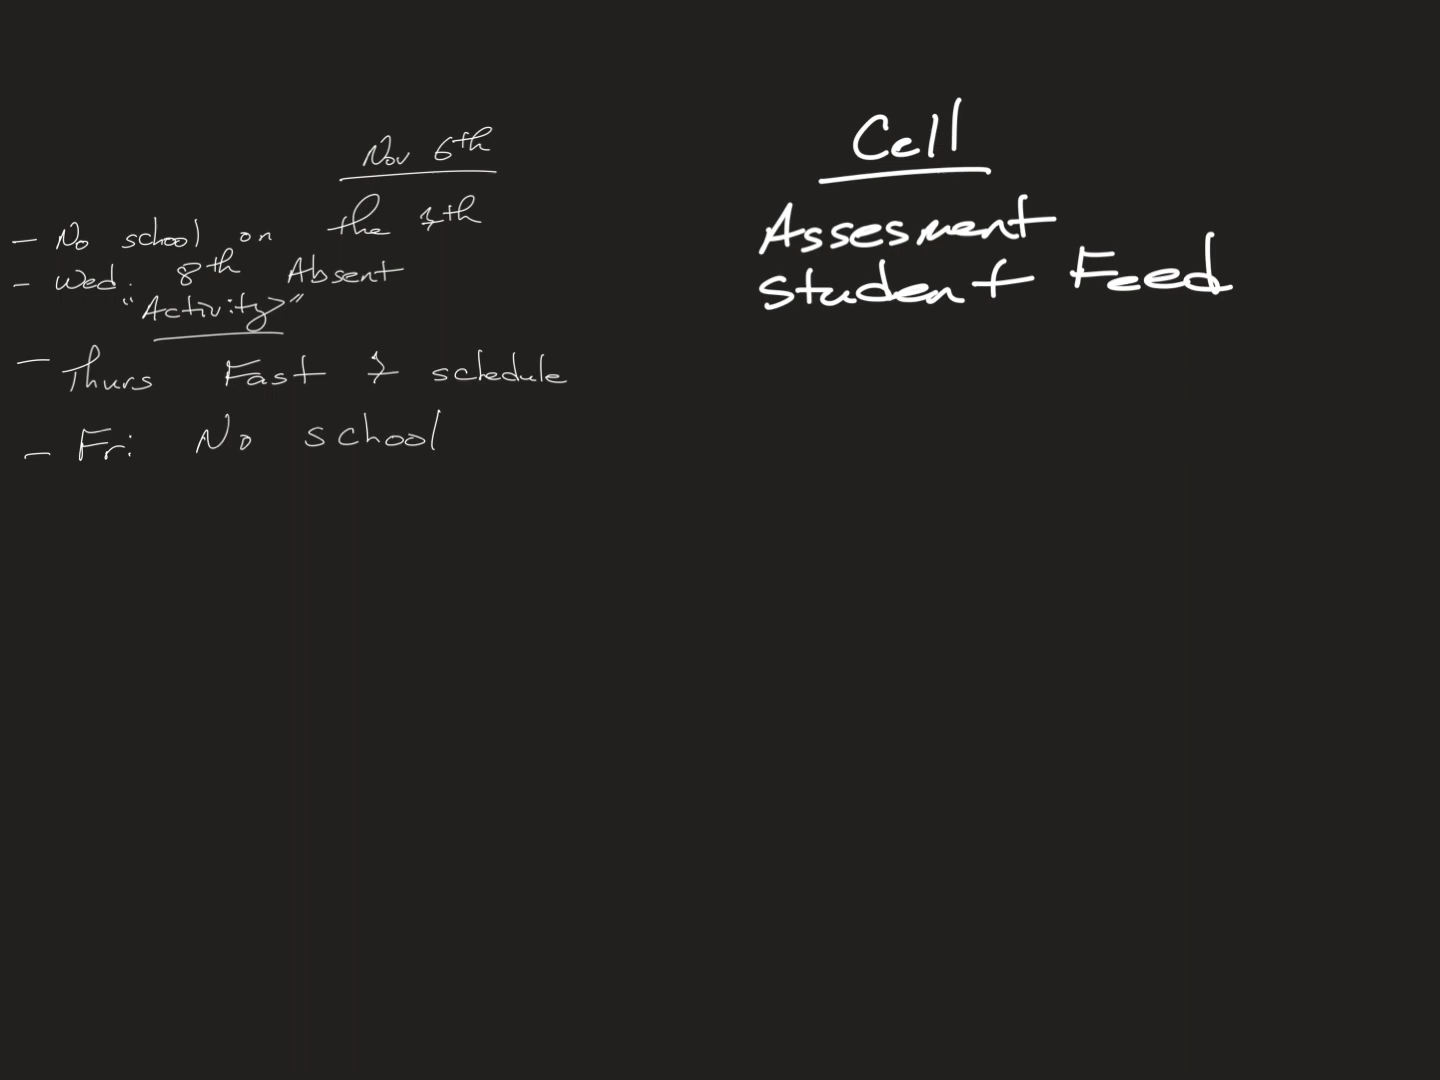 Nov 6th
- No school on the 7th
- Wed. 8th Absent
"Activity"
- Thurs Fast 7 schedule
- Fri: No school
Cell
Assesment
Student Feed